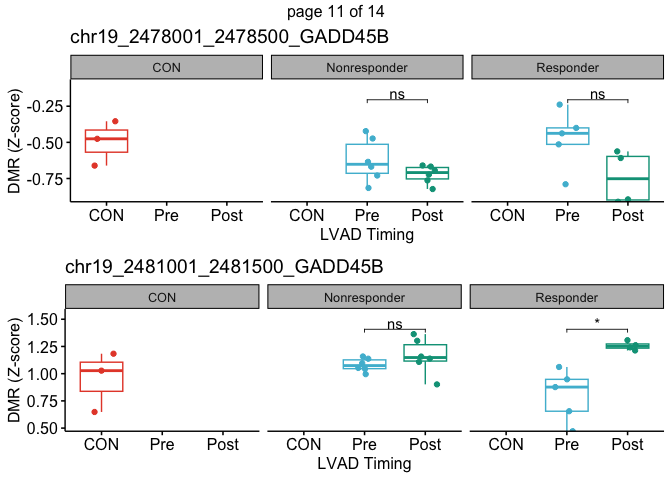 page 11 of 14
chr19_2478001_2478500_GADD45B
CON Nonresponder Responder
DMR (Z-score)
-0.25
-0.50
-0.75
ns ns
CON Pre Post CON Pre Post CON Pre Post
LVAD Timing
chr19_2481001_2481500_GADD45B
CON Nonresponder Responder
DMR (Z-score)
1.50
1.25
1.00
0.75
0.50
ns *
CON Pre Post CON Pre Post CON Pre Post
LVAD Timing